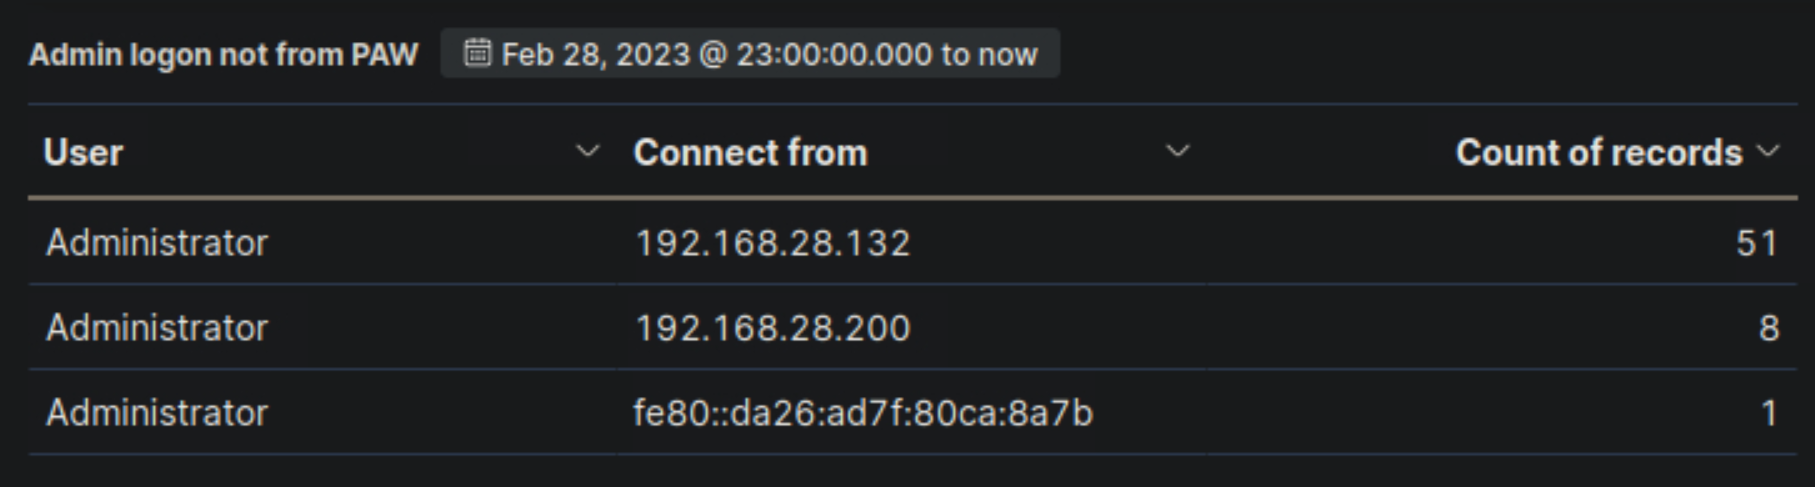 Admin logon not from PAW Feb 28, 2023 @ 23:00:00.000 to now
User Connect from Count of records
Administrator 192.168.28.132 51
Administrator 192.168.28.200 8
Administrator fe80::da26:ad7f:80ca:8a7b 1